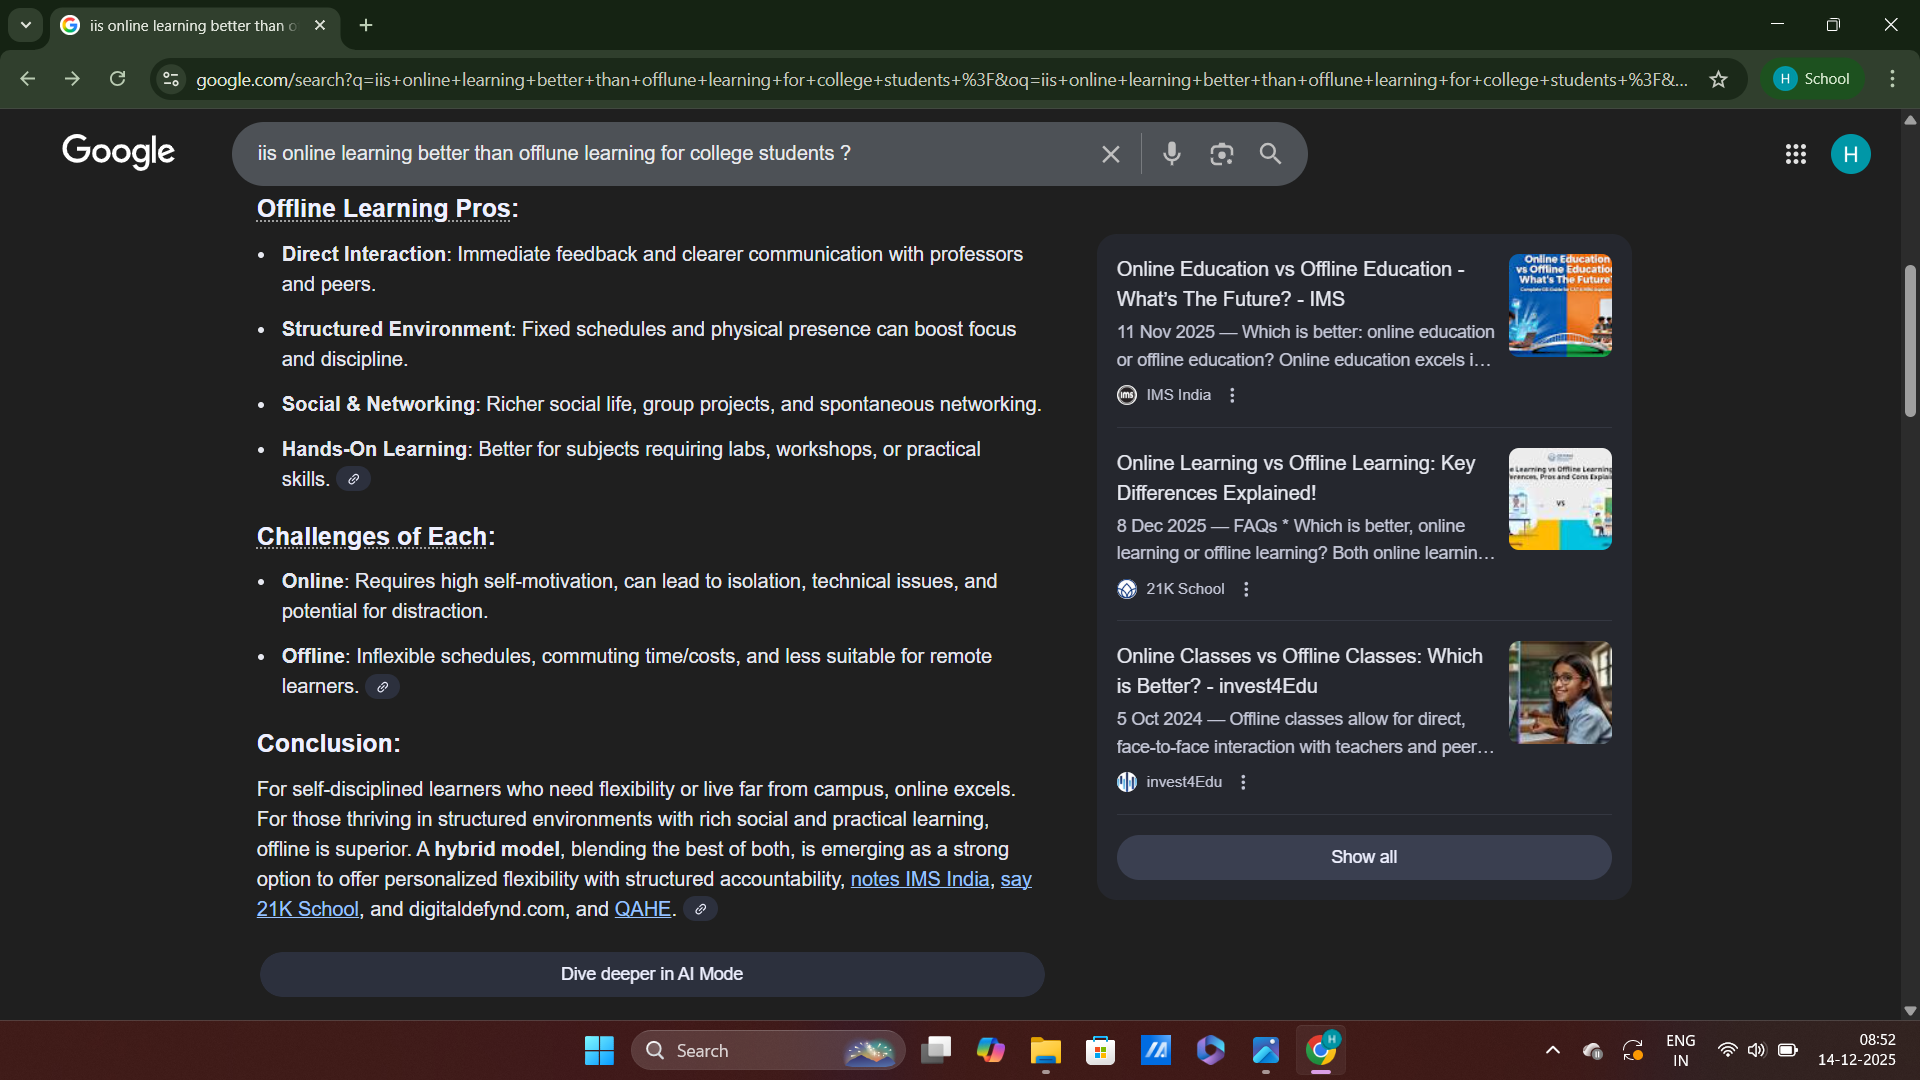 iis online learning better than o
google.com/search?q=iis+online+learning+better+than+offlune+learning+for+college+students+%3F&oq=iis+online+learning+better+than+offlune+learning+for+college+students+%3F&...
H School
Google
iis online learning better than offlune learning for college students ?
H
Offline Learning Pros:
• Direct Interaction: Immediate feedback and clearer communication with professors
and peers.
• Structured Environment: Fixed schedules and physical presence can boost focus
and discipline.
• Social & Networking: Richer social life, group projects, and spontaneous networking.
• Hands-On Learning: Better for subjects requiring labs, workshops, or practical
skills.
Challenges of Each:
• Online: Requires high self-motivation, can lead to isolation, technical issues, and
potential for distraction.
• Offline: Inflexible schedules, commuting time/costs, and less suitable for remote
learners.
Conclusion:
For self-disciplined learners who need flexibility or live far from campus, online excels.
For those thriving in structured environments with rich social and practical learning,
offline is superior. A hybrid model, blending the best of both, is emerging as a strong
option to offer personalized flexibility with structured accountability, notes IMS India, say
21K School, and digitaldefynd.com, and QAHE.
Dive deeper in AI Mode
Online Education vs Offline Education -
What's The Future? - IMS
11 Nov 2025 — Which is better: online education
or offline education? Online education excels i...
IMS India
Online Education
vs Offline Educatio
What's The Future
Online Learning vs Offline Learning: Key
Differences Explained!
8 Dec 2025 — FAQs * Which is better, online
learning or offline learning? Both online learnin...
21K School
e Learning vs Offline Learning
erences, Pros and Cons Explai
VS
Online Classes vs Offline Classes: Which
is Better? - invest4Edu
5 Oct 2024 — Offline classes allow for direct,
face-to-face interaction with teachers and peer...
invest4Edu
Show all
Search
H
ENG
IN
08:52
14-12-2025